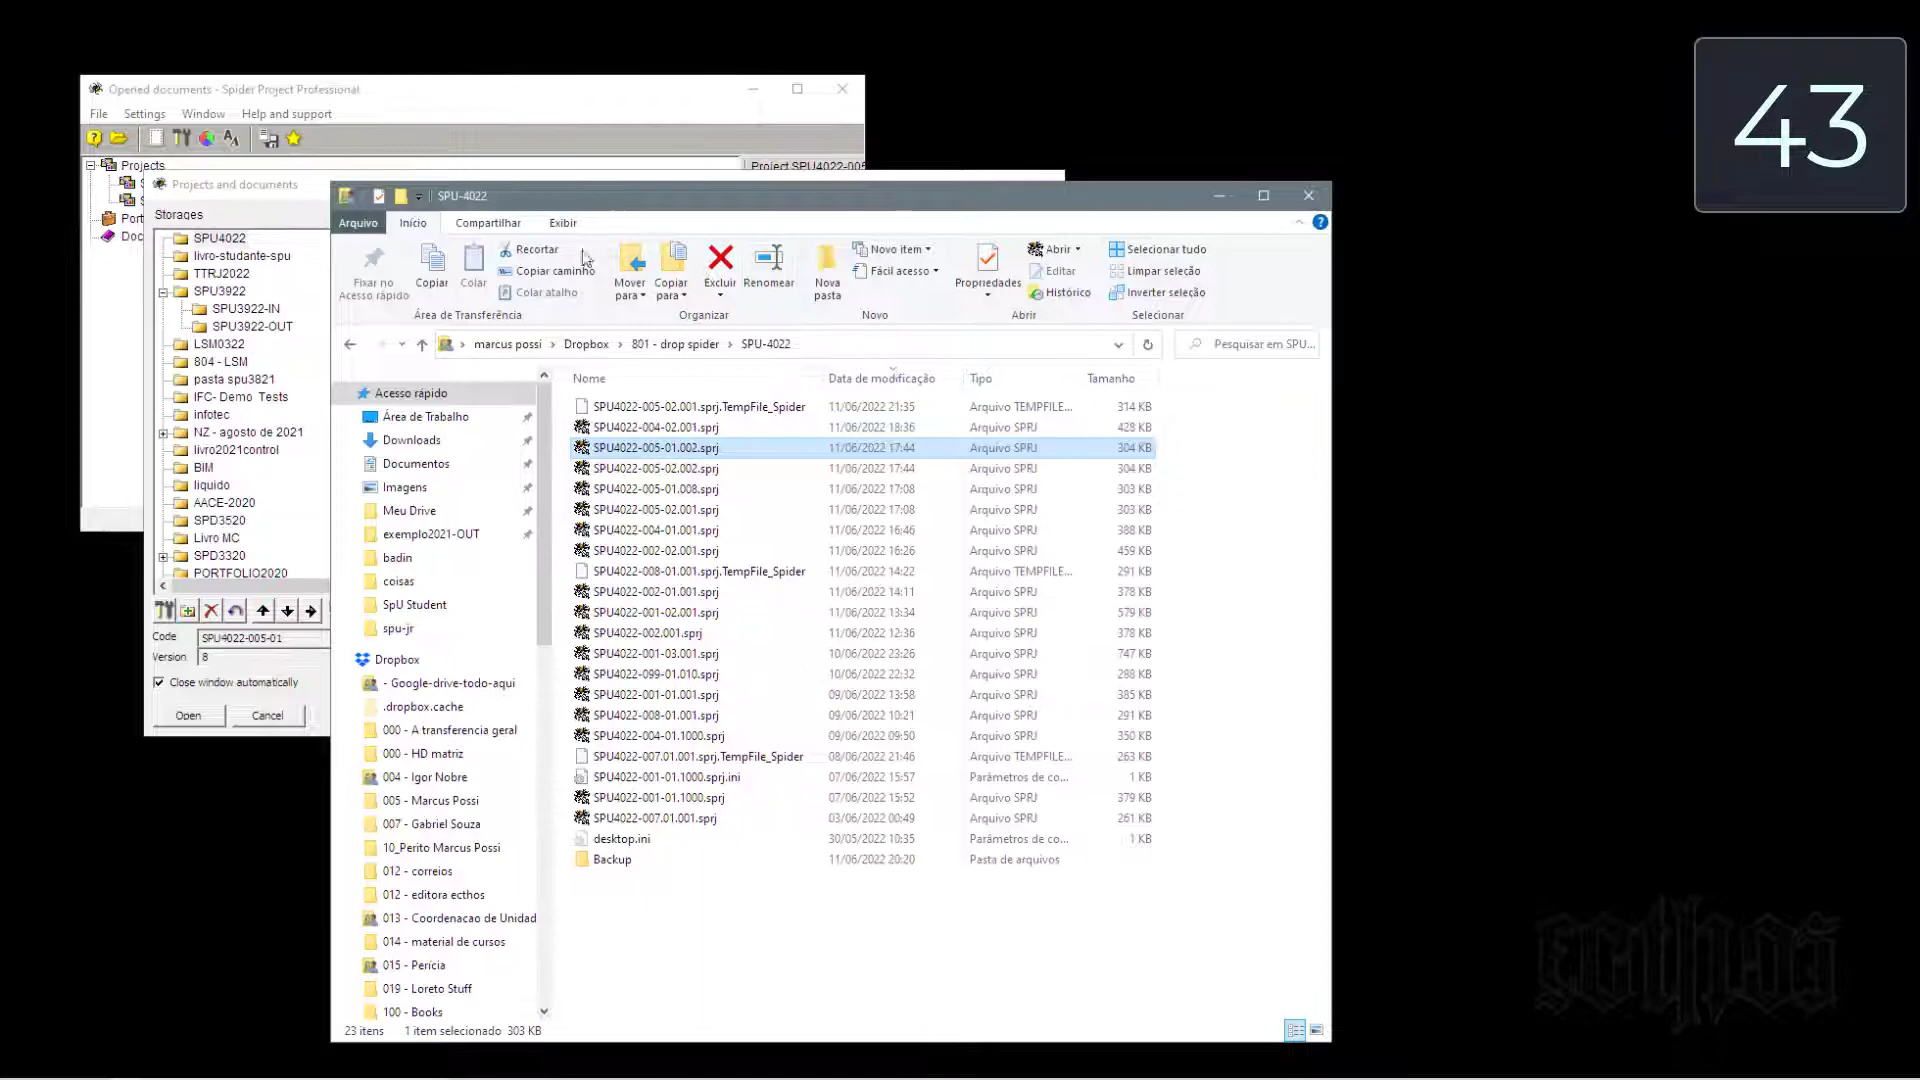 43
Opened documents - Spider Project Professional
File Settings Window Help and support
Projects
Project SPU4022-005
Projects and documents
Storages
SPU4022
livro-studante-spu
TTRJ2022
SPU3922
SPU3922-IN
SPU3922-OUT
LSM0322
804 - LSM
pasta spu3821
IFC- Demo Tests
infotec
NZ - agosto de 2021
livro2021control
BIM
liquido
AACE-2020
SPD3520
Livro MC
SPD3320
PORTFOLIO2020
Code SPU4022-005-01
Version 8
Close window automatically
Open Cancel
SPU-4022
Arquivo Início Compartilhar Exibir
Fixar no Acesso rápido
Copiar
Colar
Recortar
Copiar caminho
Colar atalho
Mover para
Copiar para
Excluir
Renomear
Nova pasta
Novo item
Fácil acesso
Propriedades
Abrir
Editar
Histórico
Selecionar tudo
Limpar seleção
Inverter seleção
Área de Transferência Organizar Novo Abrir Selecionar
marcus possi > Dropbox > 801 - drop spider > SPU-4022
Pesquisar em SPU...
Acesso rápido
Área de Trabalho
Downloads
Documentos
Imagens
Meu Drive
exemplo2021-OUT
badin
coisas
SpU Student
spu-jr
Dropbox
- Google-drive-todo-aqui
.dropbox.cache
000 - A transferencia geral
000 - HD matriz
004 - Igor Nobre
005 - Marcus Possi
007 - Gabriel Souza
10_Perito Marcus Possi
012 - correios
012 - editora ecthos
013 - Coordenacao de Unidad
014 - material de cursos
015 - Perícia
019 - Loreto Stuff
100 - Books
Nome Data de modificação Tipo Tamanho
SPU4022-005-02.001.sprj.TempFile_Spider 11/06/2022 21:35 Arquivo TEMPFILE... 314 KB
SPU4022-004-02.001.sprj 11/06/2022 18:36 Arquivo SPRJ 428 KB
SPU4022-005-01.002.sprj 11/06/2022 17:44 Arquivo SPRJ 304 KB
SPU4022-005-02.002.sprj 11/06/2022 17:44 Arquivo SPRJ 304 KB
SPU4022-005-01.008.sprj 11/06/2022 17:08 Arquivo SPRJ 303 KB
SPU4022-005-02.001.sprj 11/06/2022 17:08 Arquivo SPRJ 303 KB
SPU4022-004-01.001.sprj 11/06/2022 16:46 Arquivo SPRJ 388 KB
SPU4022-002-02.001.sprj 11/06/2022 16:26 Arquivo SPRJ 459 KB
SPU4022-008-01.001.sprj.TempFile_Spider 11/06/2022 14:22 Arquivo TEMPFILE... 291 KB
SPU4022-002-01.001.sprj 11/06/2022 14:11 Arquivo SPRJ 378 KB
SPU4022-001-02.001.sprj 11/06/2022 13:34 Arquivo SPRJ 579 KB
SPU4022-002.001.sprj 11/06/2022 12:36 Arquivo SPRJ 378 KB
SPU4022-001-03.001.sprj 10/06/2022 23:26 Arquivo SPRJ 747 KB
SPU4022-099-01.010.sprj 10/06/2022 22:32 Arquivo SPRJ 298 KB
SPU4022-001-01.001.sprj 09/06/2022 13:58 Arquivo SPRJ 385 KB
SPU4022-008-01.001.sprj 09/06/2022 10:21 Arquivo SPRJ 291 KB
SPU4022-004-01.1000.sprj 09/06/2022 09:50 Arquivo SPRJ 350 KB
SPU4022-007.01.001.sprj.TempFile_Spider 08/06/2022 21:46 Arquivo TEMPFILE... 263 KB
SPU4022-001-01.1000.sprj.ini 07/06/2022 15:57 Parâmetros de co... 1 KB
SPU4022-001-01.1000.sprj 07/06/2022 15:52 Arquivo SPRJ 379 KB
SPU4022-007.01.001.sprj 03/06/2022 00:49 Arquivo SPRJ 261 KB
desktop.ini 30/05/2022 10:35 Parâmetros de co... 1 KB
Backup 11/06/2022 20:20 Pasta de arquivos
23 itens 1 item selecionado 303 KB